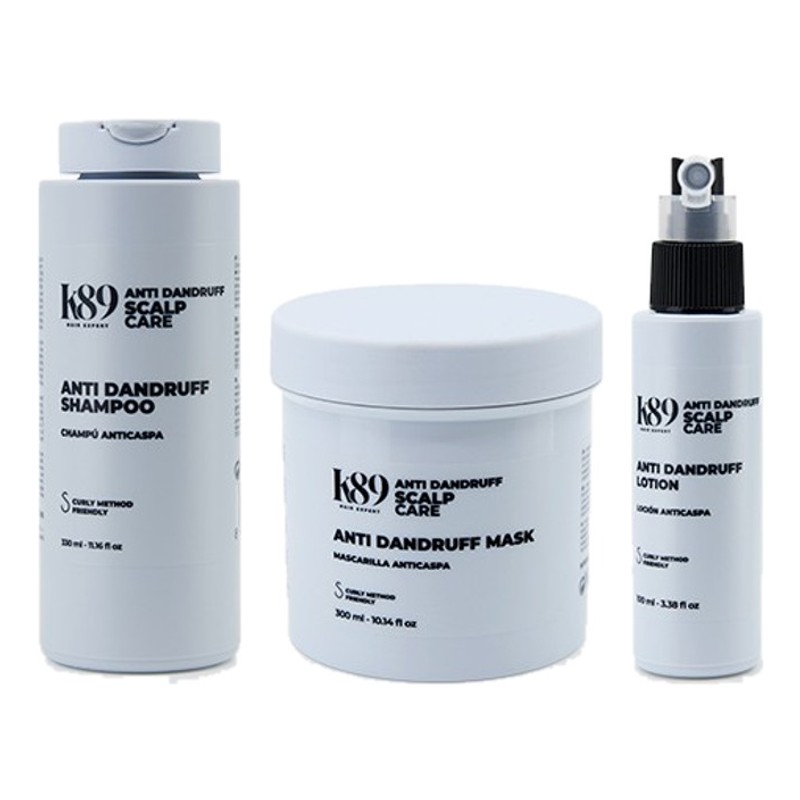 k89
HAIR EXPERT
ANTI DANDRUFF
SCALP
CARE
ANTI DANDRUFF
SHAMPOO
CHAMPÚ ANTICASPA
CURLY METHOD
FRIENDLY
330 ml - 11.16 fl oz
k89
HAIR EXPERT
ANTI DANDRUFF
SCALP
CARE
ANTI DANDRUFF MASK
MASCARILLA ANTICASPA
CURLY METHOD
FRIENDLY
300 ml - 10.14 fl oz
k89
HAIR EXPERT
ANTI DANDRUFF
SCALP
CARE
ANTI DANDRUFF
LOTION
LOCIÓN ANTICASPA
CURLY METHOD
FRIENDLY
100 ml - 3.38 fl oz